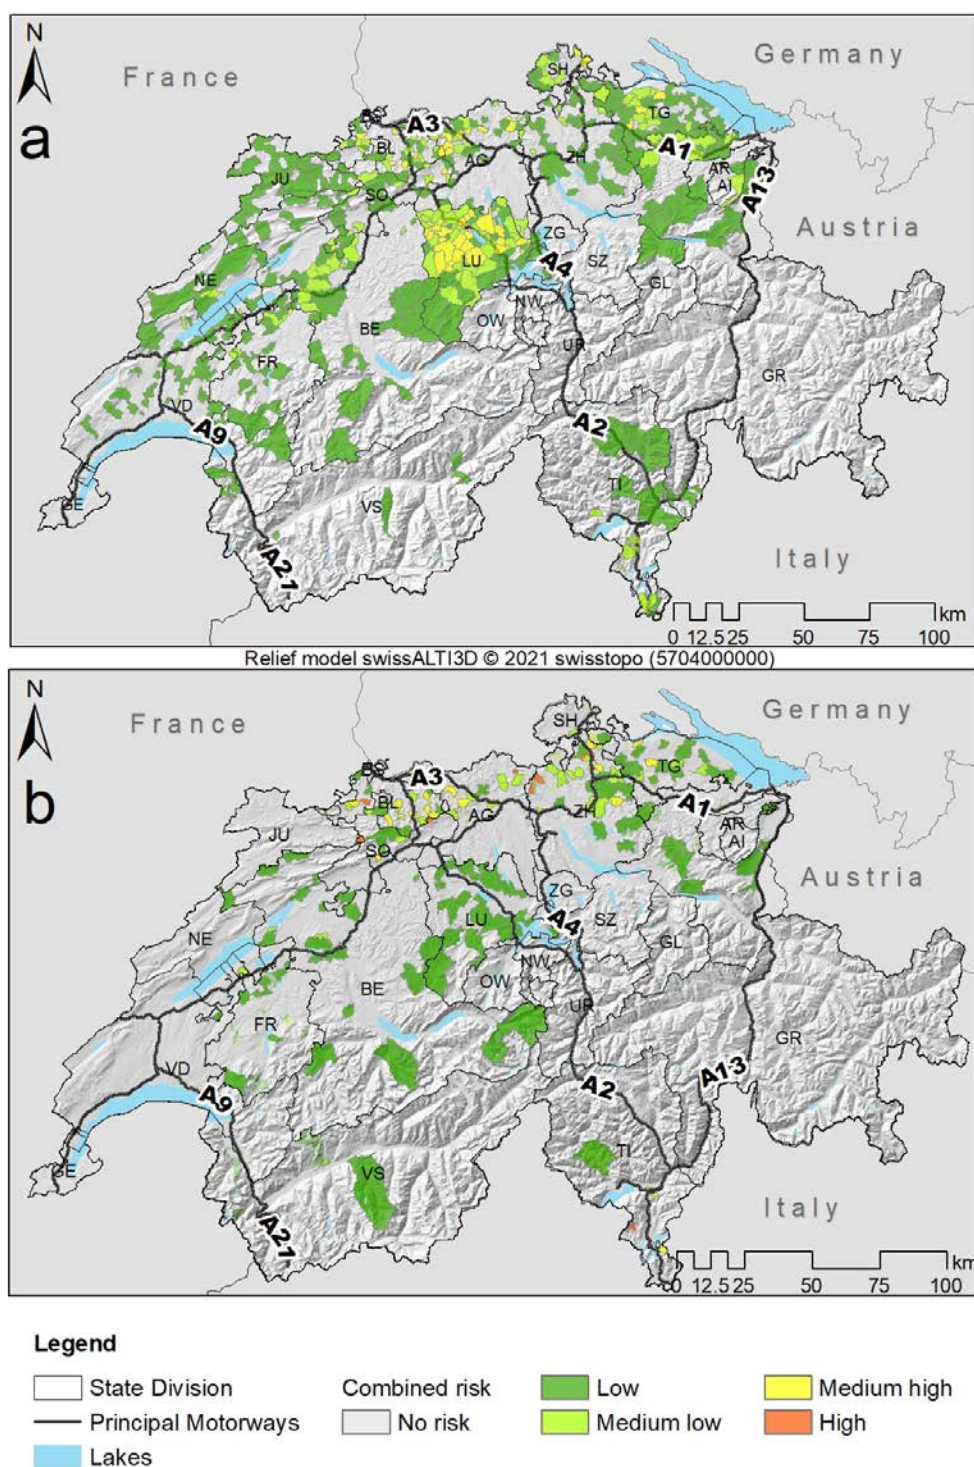 N
France
Germany
a
SH
BS
A3
TG
BL
AG
ZH
A1
JU
SO
AR
AI
A13
Austria
ZG
LU
A4
SZ
NE
GL
NW
BE
OW
UR
FR
GR
VD
A9
A2
TI
GE
VS
A21
Italy
km
0 12.5 25 50 75 100
Relief model swissALTI3D © 2021 swisstopo (5704000000)
N
France
Germany
b
SH
BS
A3
TG
BL
AG
ZH
A1
JU
SO
AR
AI
Austria
ZG
LU
A4
SZ
NE
GL
NW
BE
OW
UR
FR
GR
VD
A9
A2
A13
TI
GE
VS
A21
Italy
km
0 12.5 25 50 75 100
Legend
State Division
Combined risk
Low
Medium high
Principal Motorways
No risk
Medium low
High
Lakes